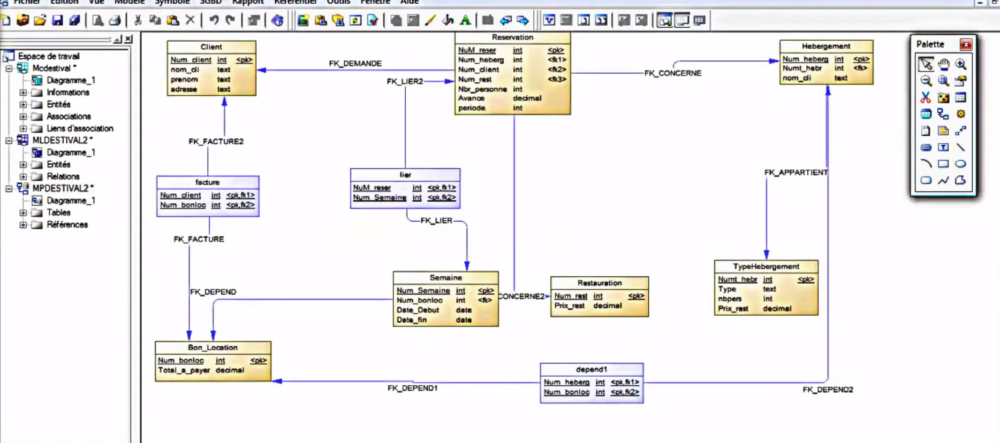 Fichier Edition Vue Modèle Symbole SGBD Rapport Référentiel Outils Fenêtre Aide
Espace de travail
Mcdestival *
Diagramme_1
Informations
Entités
Associations
Liens d'association
MLDESTIVAL2 *
Diagramme_1
Entités
Relations
MPDESTIVAL2 *
Diagramme_1
Tables
Références
Client
Num_client int <pk>
nom_cli text
prenom text
adresse text
FK_DEMANDE
FK_LIER2
Reservation
NuM_reser int <pk>
Num_heberg int <fk1>
Num_client int <fk2>
Num_rest int <fk3>
Nbr_personne int
Avance decimal
periode int
FK_CONCERNE
Hebergement
Num_heberg int <pk>
Numt_hebr int <fk>
nom_cli text
Palette
FK_FACTURE2
facture
Num_client int <pk,fk1>
Num_bonloc int <pk,fk2>
FK_FACTURE
lier
NuM_reser int <pk,fk1>
Num_Semaine int <pk,fk2>
FK_LIER
FK_APPARTIENT
FK_DEPEND
Semaine
Num_Semaine int <pk>
Num_bonloc int <fk>
Date_Debut date
Date_fin date
CONCERNE2
Restauration
Num_rest int <pk>
Prix_rest decimal
TypeHebergement
Numt_hebr int <pk>
Type text
nbpers int
Prix_rest decimal
Bon_Location
Num_bonloc int <pk>
Total_a_payer decimal
FK_DEPEND1
depend1
Num_heberg int <pk,fk1>
Num_bonloc int <pk,fk2>
FK_DEPEND2